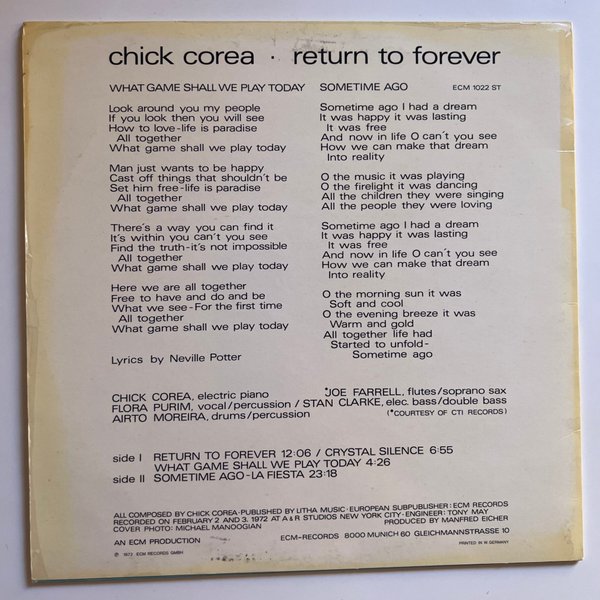 chick corea · return to forever
WHAT GAME SHALL WE PLAY TODAY
Look around you my people
If you look then you will see
How to love-life is paradise
All together
What game shall we play today
Man just wants to be happy
Cast off things that shouldn't be
Set him free-life is paradise
All together
What game shall we play today
There's a way you can find it
It's within you can't you see
Find the truth-it's not impossible
All together
What game shall we play today
Here we are all together
Free to have and do and be
What we see-For the first time
All together
What game shall we play today
Lyrics by Neville Potter
SOMETIME AGO
ECM 1022 ST
Sometime ago I had a dream
It was happy it was lasting
It was free
And now in life O can't you see
How we can make that dream
Into reality
O the music it was playing
O the firelight it was dancing
All the children they were singing
All the people they were loving
Sometime ago I had a dream
It was happy it was lasting
It was free
And now in life O can't you see
How we can make that dream
Into reality
O the morning sun it was
Soft and cool
O the evening breeze it was
Warm and gold
All together life had
Started to unfold-
Sometime ago
CHICK COREA, electric piano *JOE FARRELL, flutes/soprano sax
FLORA PURIM, vocal/percussion / STAN CLARKE, elec. bass/double bass
AIRTO MOREIRA, drums/percussion (*COURTESY OF CTI RECORDS)
side I RETURN TO FOREVER 12:06 / CRYSTAL SILENCE 6:55
WHAT GAME SHALL WE PLAY TODAY 4:26
side II SOMETIME AGO-LA FIESTA 23:18
ALL COMPOSED BY CHICK COREA·PUBLISHED BY LITHA MUSIC·EUROPEAN SUBPUBLISHER: ECM RECORDS
RECORDED ON FEBRUARY 2 AND 3. 1972 AT A&R STUDIOS NEW YORK CITY·ENGINEER: TONY MAY
COVER PHOTO: MICHAEL MANOOGIAN PRODUCED BY MANFRED EICHER
AN ECM PRODUCTION ECM-RECORDS 8000 MUNICH 60 GLEICHMANNSTRASSE 10
℗ 1972 ECM RECORDS GMBH PRINTED IN W. GERMANY